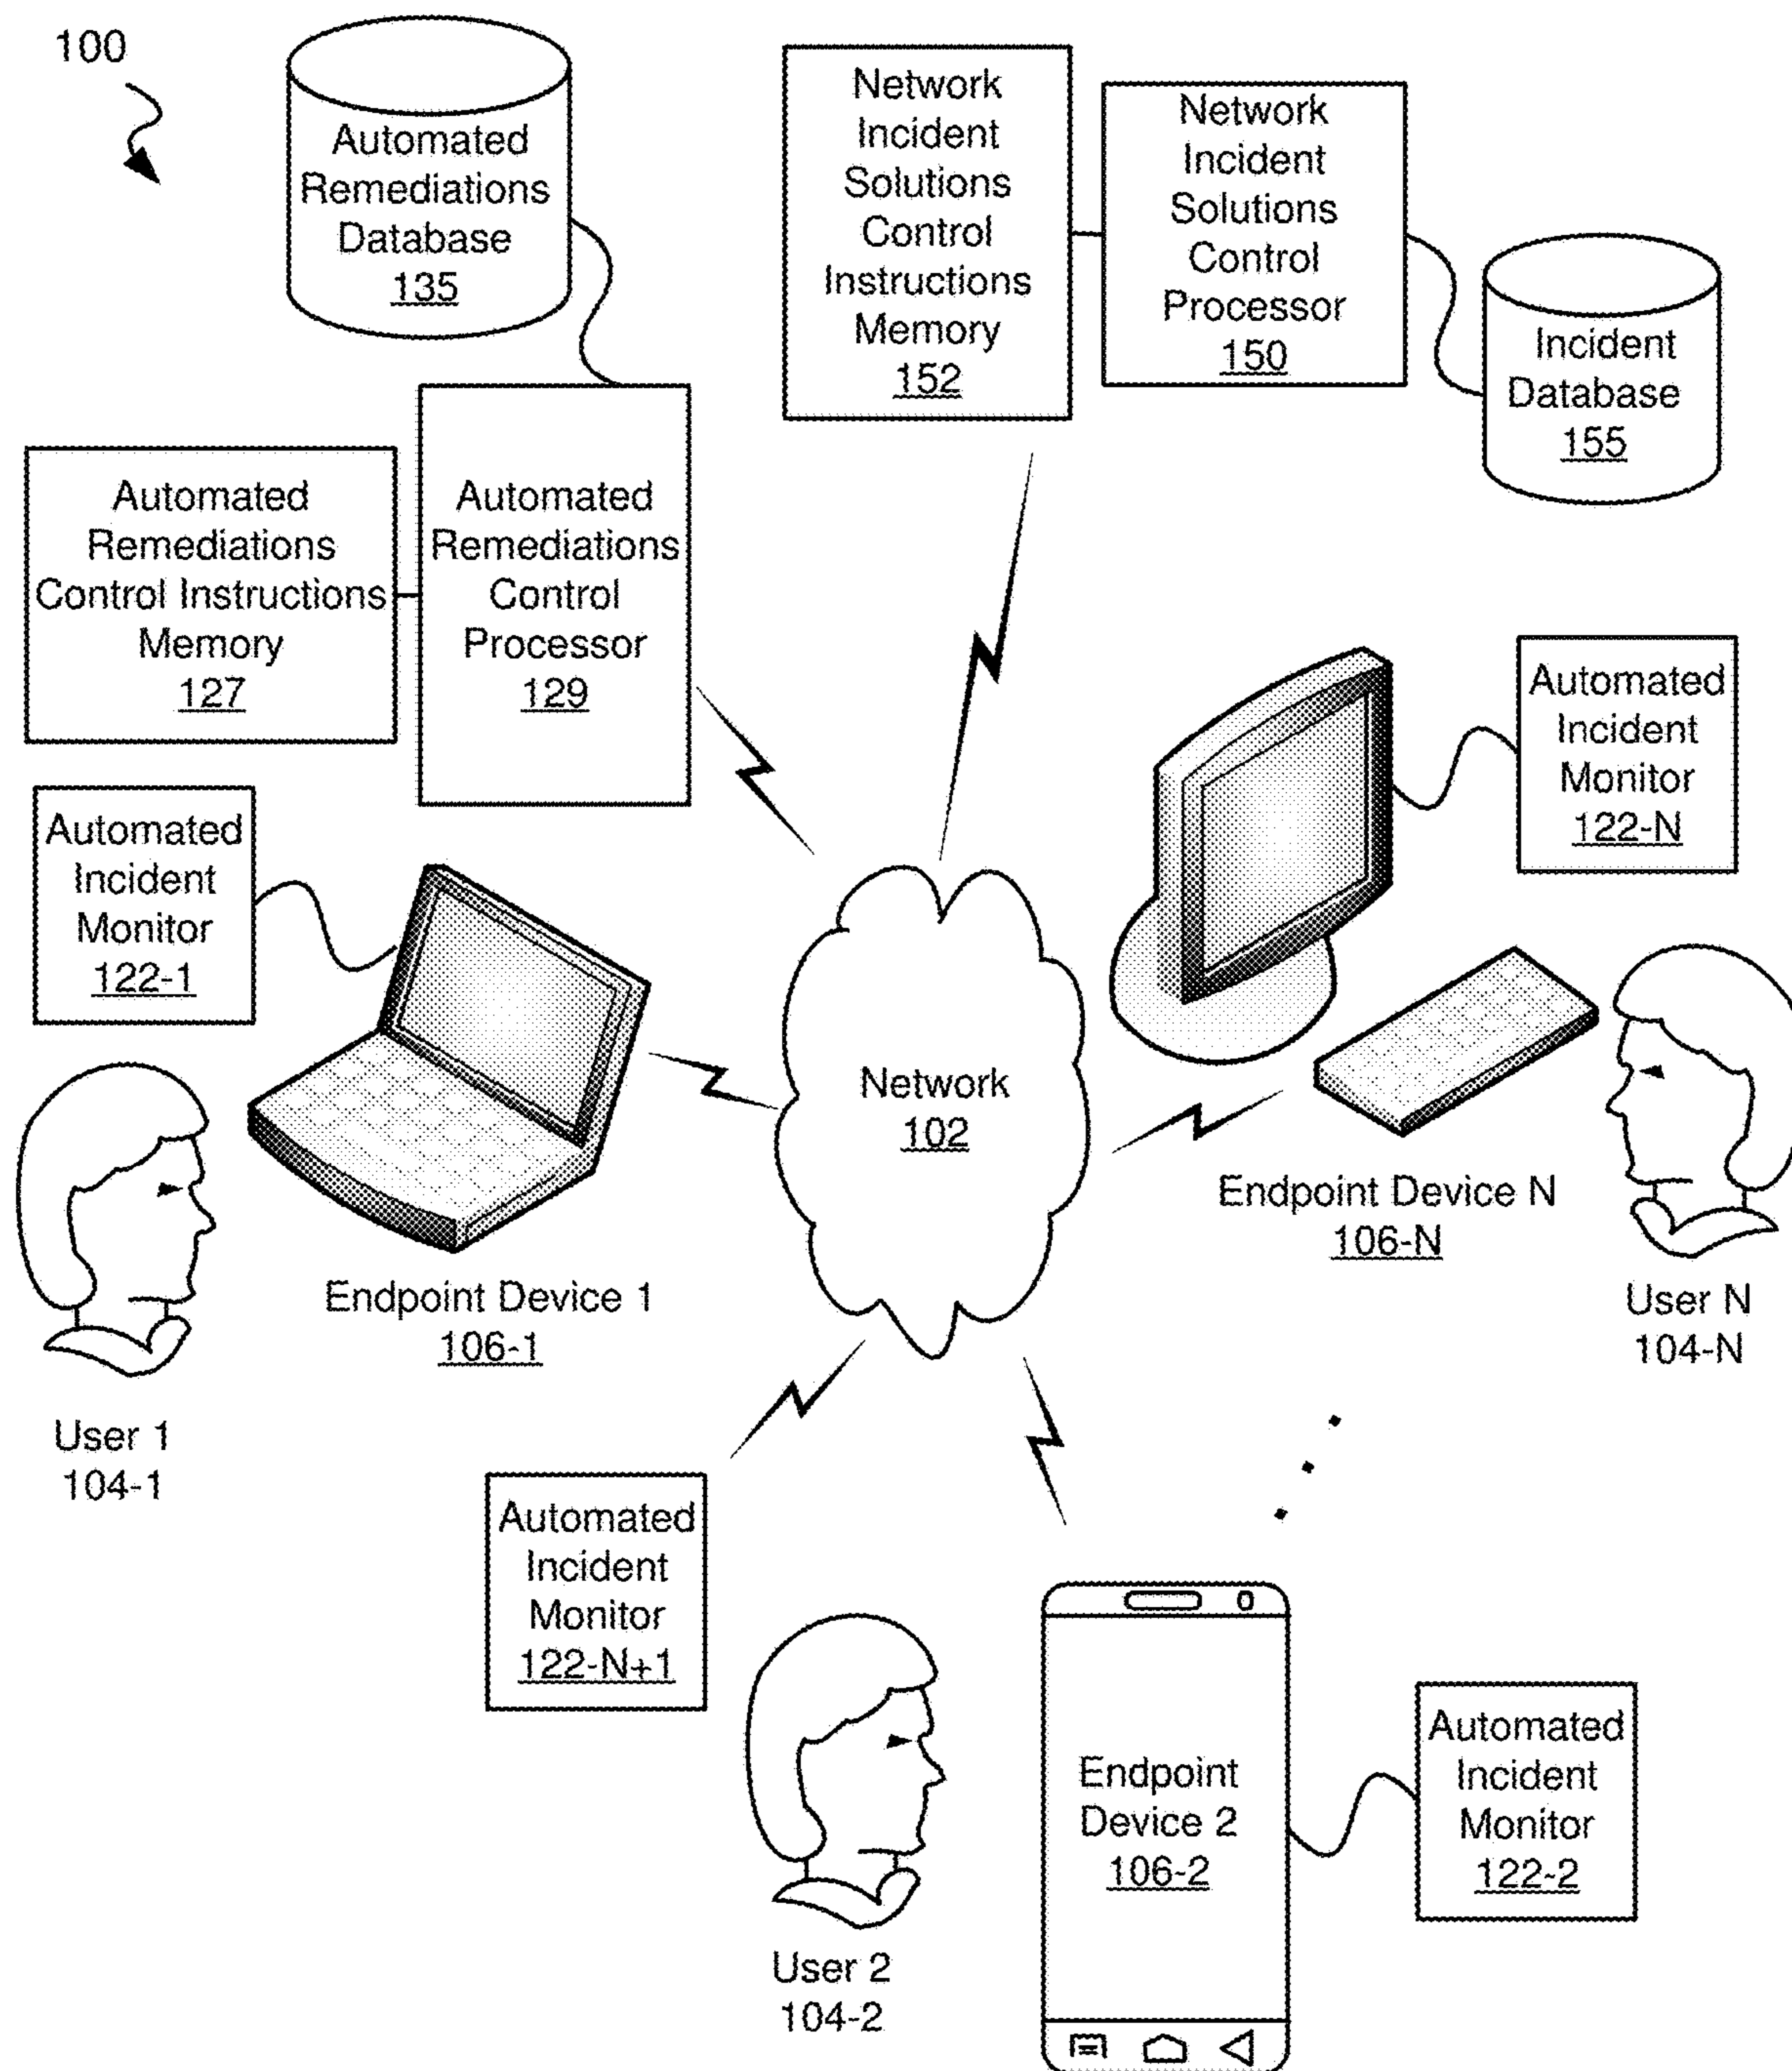 100
Automated
Remediations
Database
135
Network
Incident
Solutions
Control
Instructions
Memory
152
Network
Incident
Solutions
Control
Processor
150
Incident
Database
155
Automated
Remediations
Control Instructions
Memory
127
Automated
Remediations
Control
Processor
129
Automated
Incident
Monitor
122-N
Automated
Incident
Monitor
122-1
Network
102
Endpoint Device N
106-N
User N
104-N
Endpoint Device 1
106-1
User 1
104-1
Automated
Incident
Monitor
122-N+1
User 2
104-2
Endpoint
Device 2
106-2
Automated
Incident
Monitor
122-2